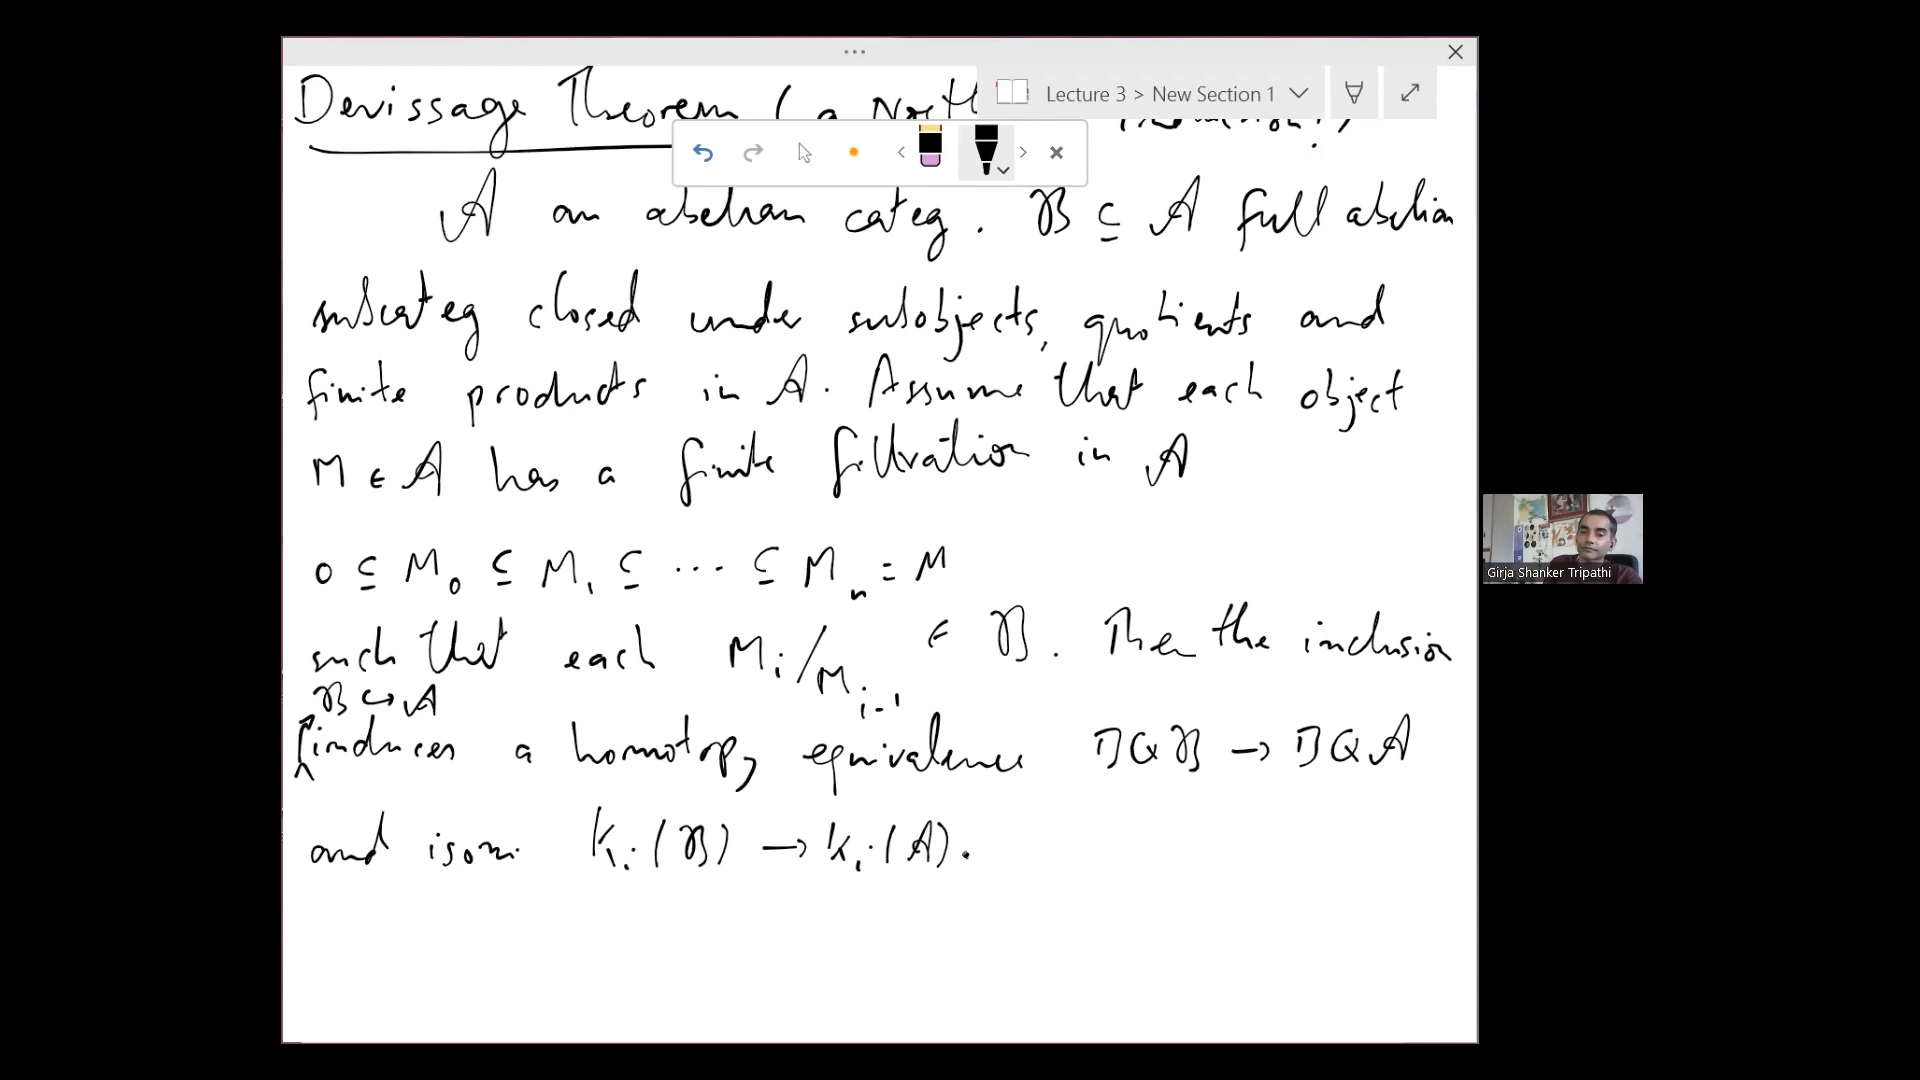 Lecture 3 > New Section 1
Devissage Theorem ( a
A an abelian categ. B ⊆ A full abelian
subcateg closed under subobjects, quotients and
finite products in A. Assume that each object
M ∈ A has a finite filtration in A
0 ⊆ M₀ ⊆ M₁ ⊆ ⋯ ⊆ Mₙ = M
such that each Mᵢ/Mᵢ₋₁ ∈ B. Then the inclusion
B ↪ A
induces a homotopy equivalence BQB → BQA
and isom. Kᵢ(B) → Kᵢ(A).
Girja Shanker Tripathi